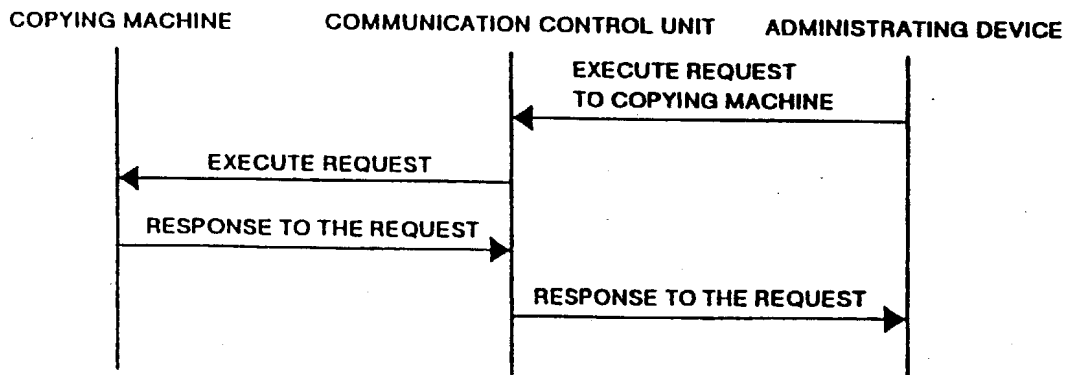 COPYING MACHINE
COMMUNICATION CONTROL UNIT
ADMINISTRATING DEVICE
EXECUTE REQUEST
TO COPYING MACHINE
EXECUTE REQUEST
RESPONSE TO THE REQUEST
RESPONSE TO THE REQUEST